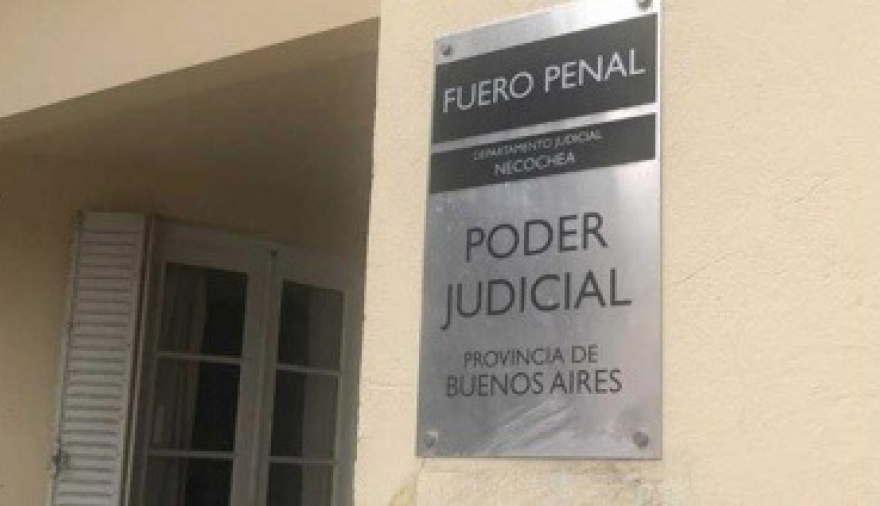 FUERO PENAL
DEPARTAMENTO JUDICIAL
NECOCHEA
PODER
JUDICIAL
PROVINCIA DE
BUENOS AIRES